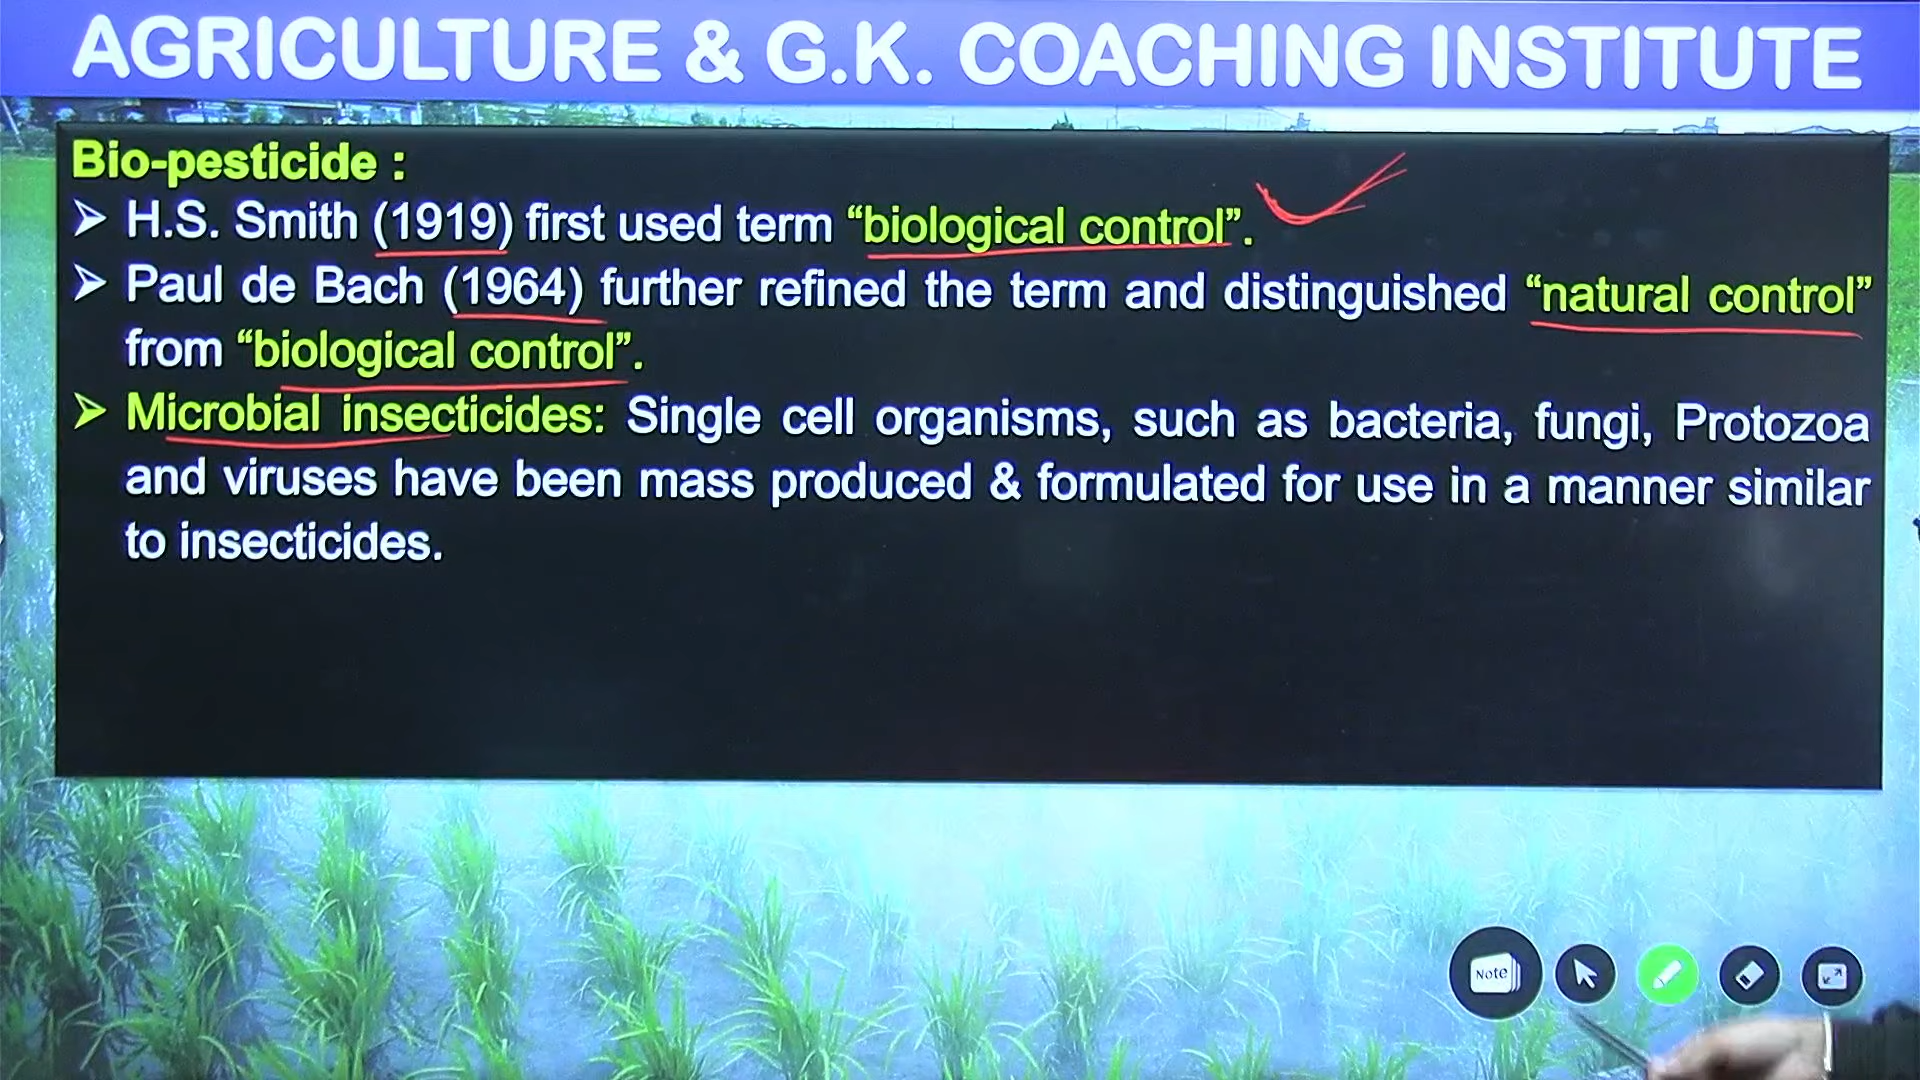 AGRICULTURE & G.K. COACHING INSTITUTE
Bio-pesticide :
➤ H.S. Smith (1919) first used term “biological control”.
➤ Paul de Bach (1964) further refined the term and distinguished “natural control”
from “biological control”.
➤ Microbial insecticides: Single cell organisms, such as bacteria, fungi, Protozoa
and viruses have been mass produced & formulated for use in a manner similar
to insecticides.
Note